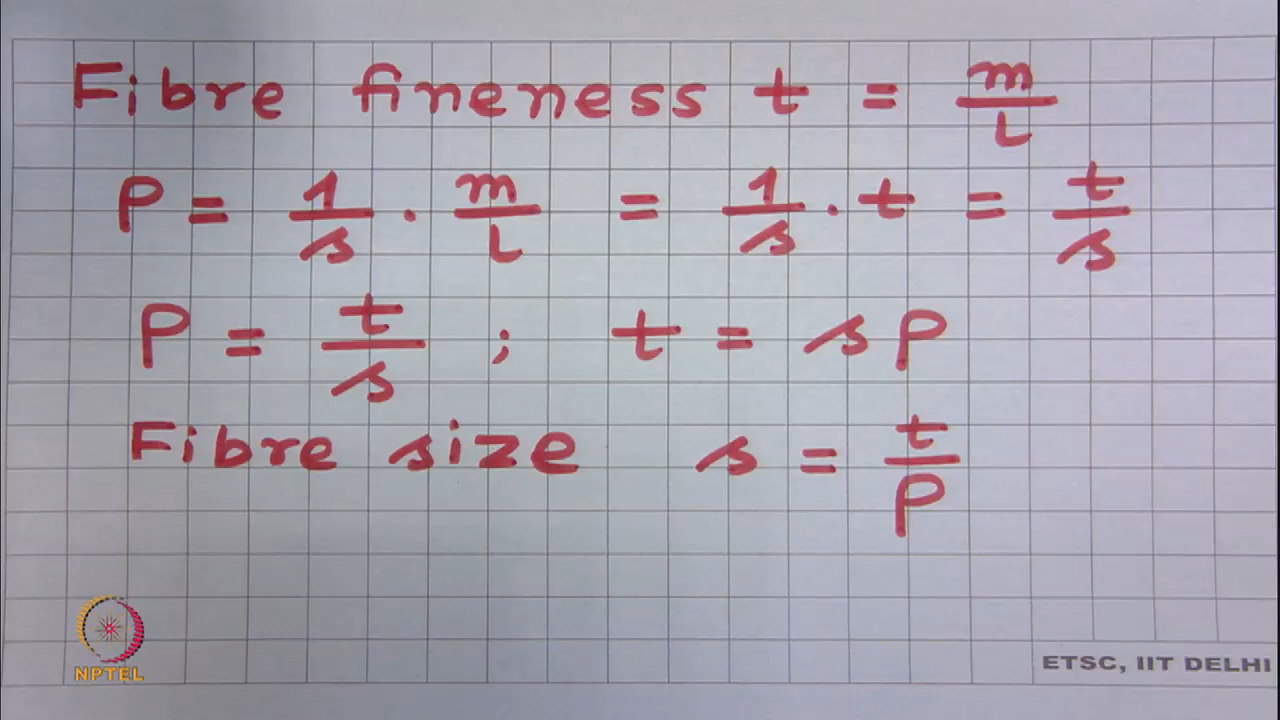 Fibre fineness t = m/l
P = 1/s . m/l = 1/s . t = t/s
P = t/s ; t = sP
Fibre size s = t/P
NPTEL
ETSC, IIT DELHI